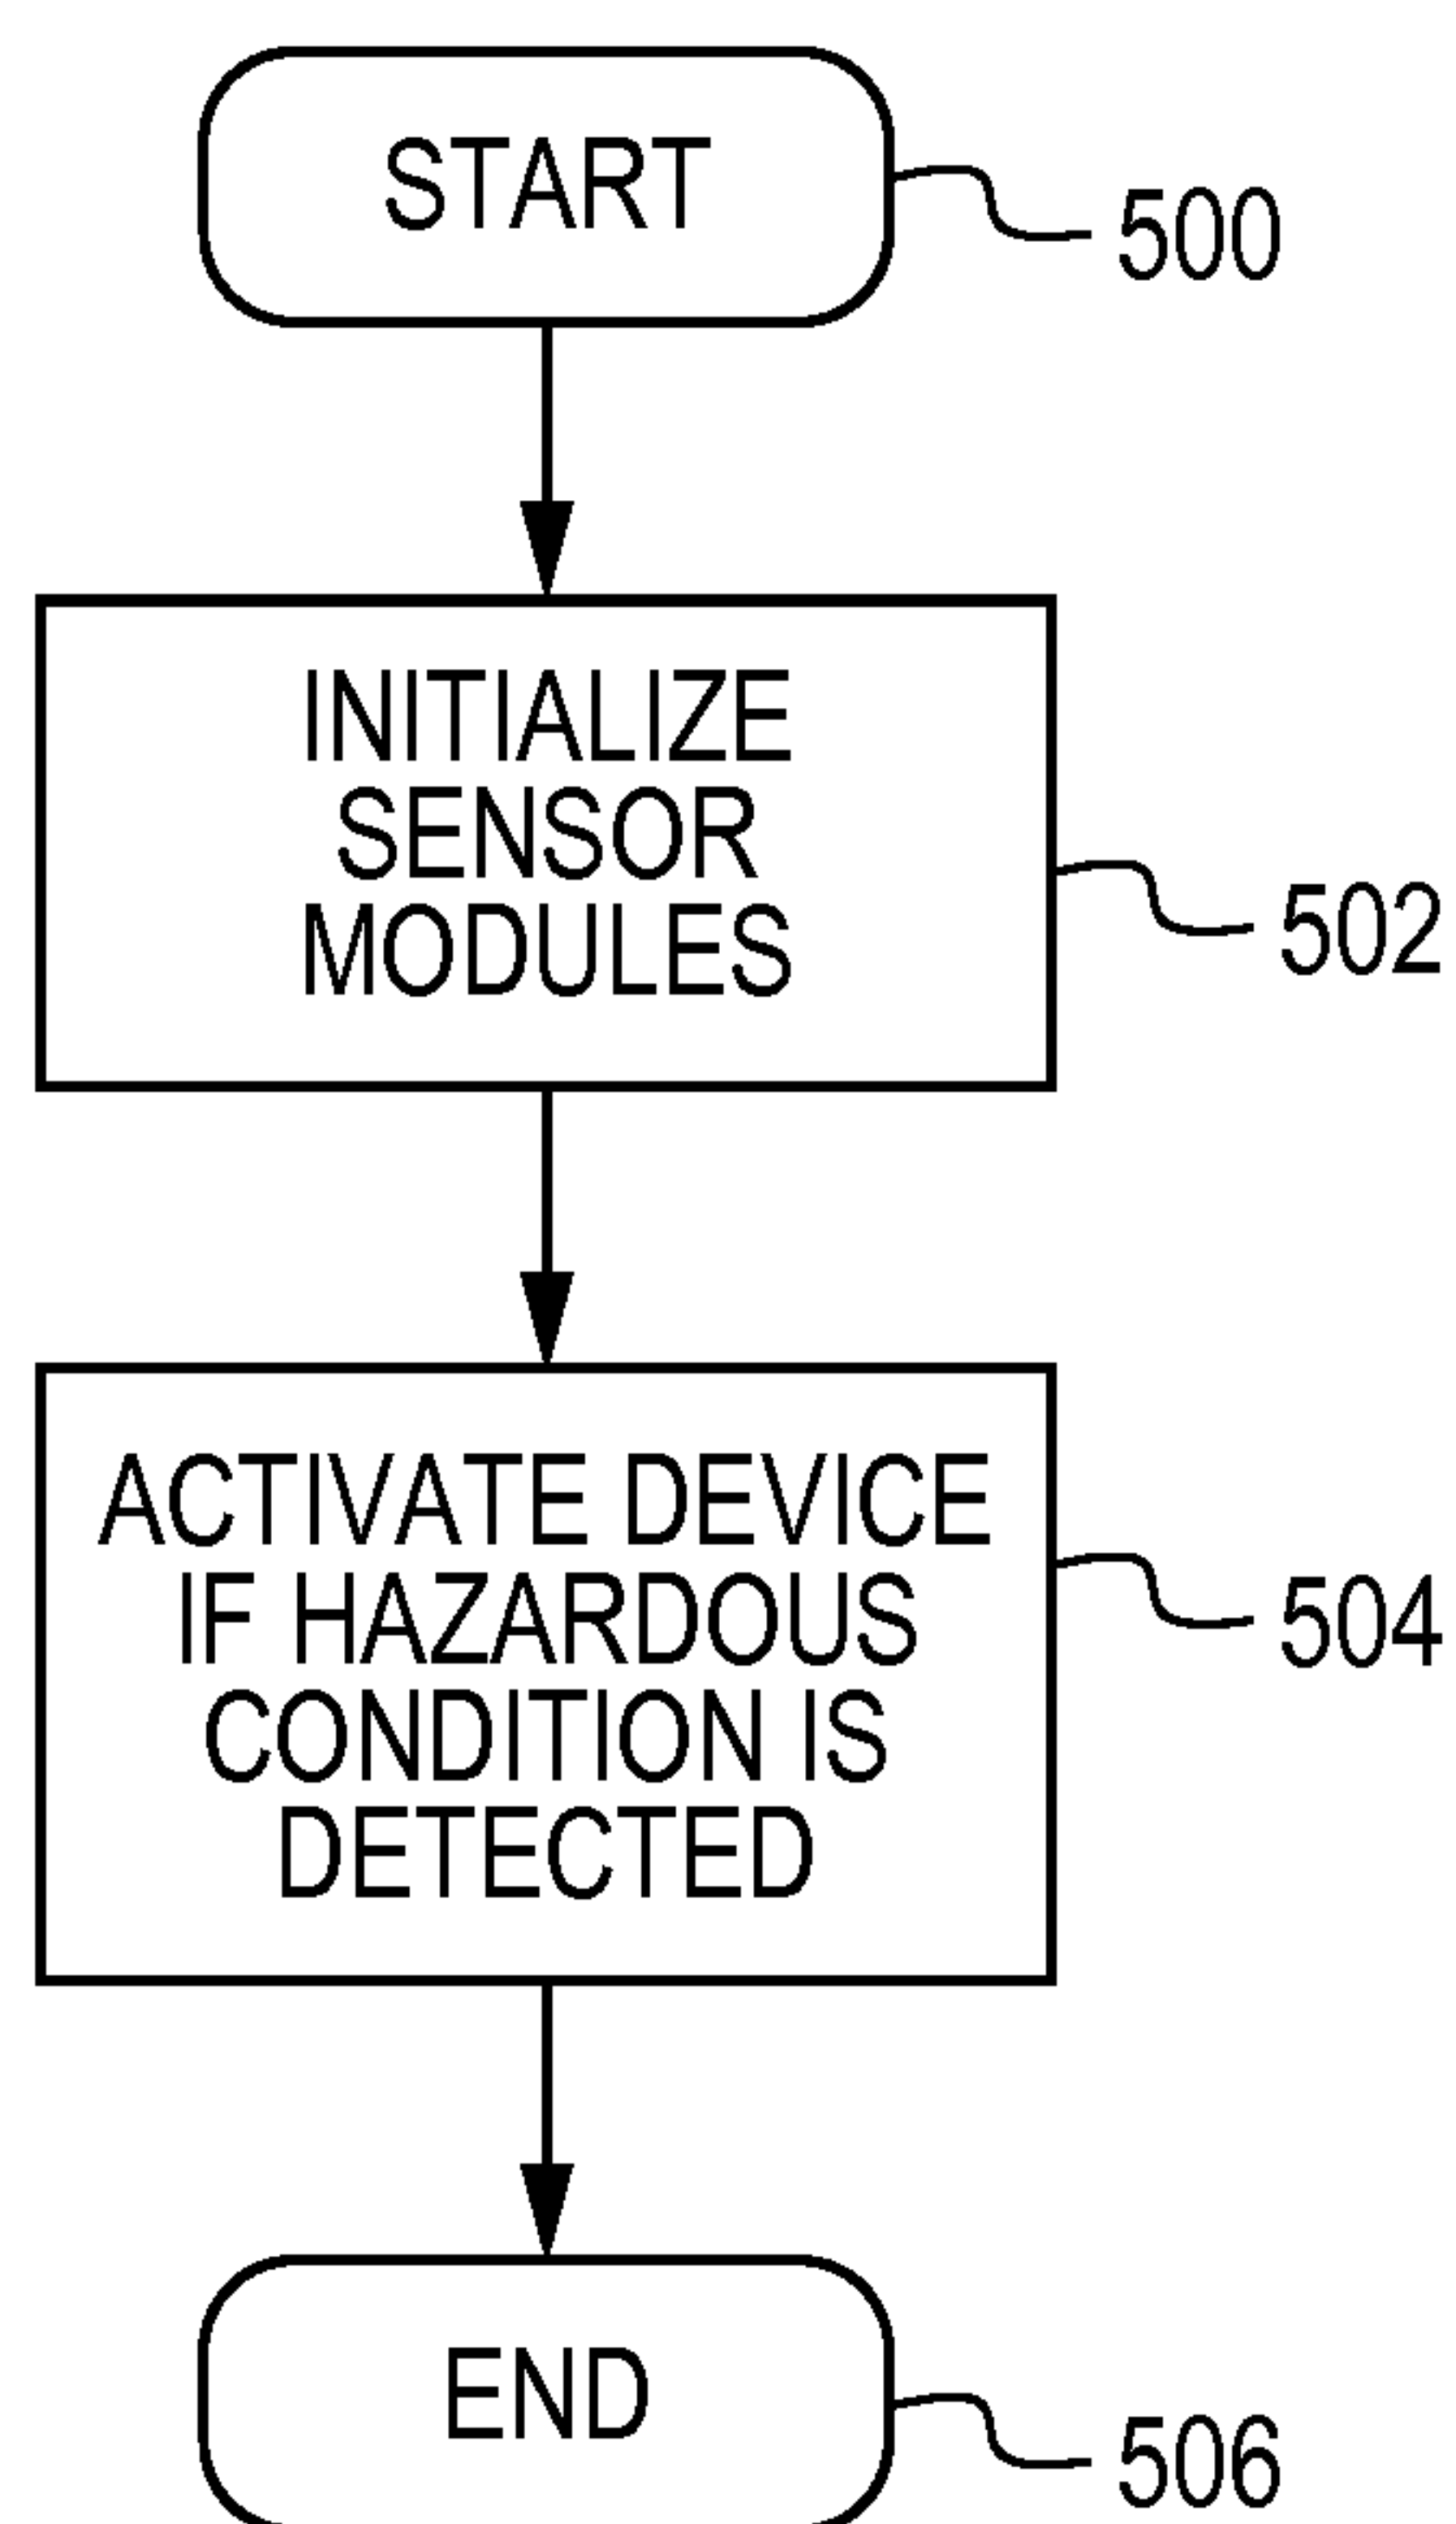 START
500
INITIALIZE
SENSOR
MODULES
502
ACTIVATE DEVICE
IF HAZARDOUS
CONDITION IS
DETECTED
504
END
506